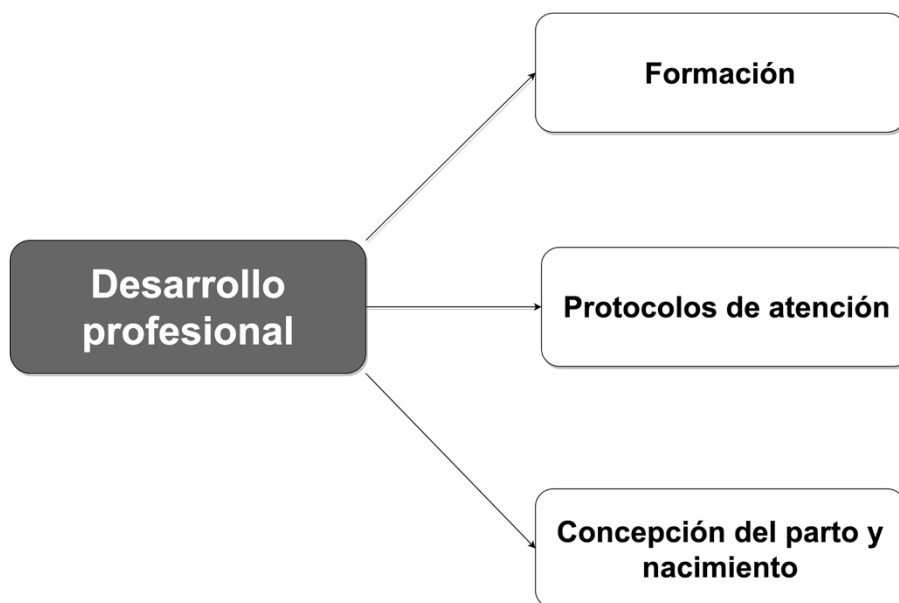 Formación
Desarrollo
profesional
Protocolos de atención
Concepción del parto y
nacimiento